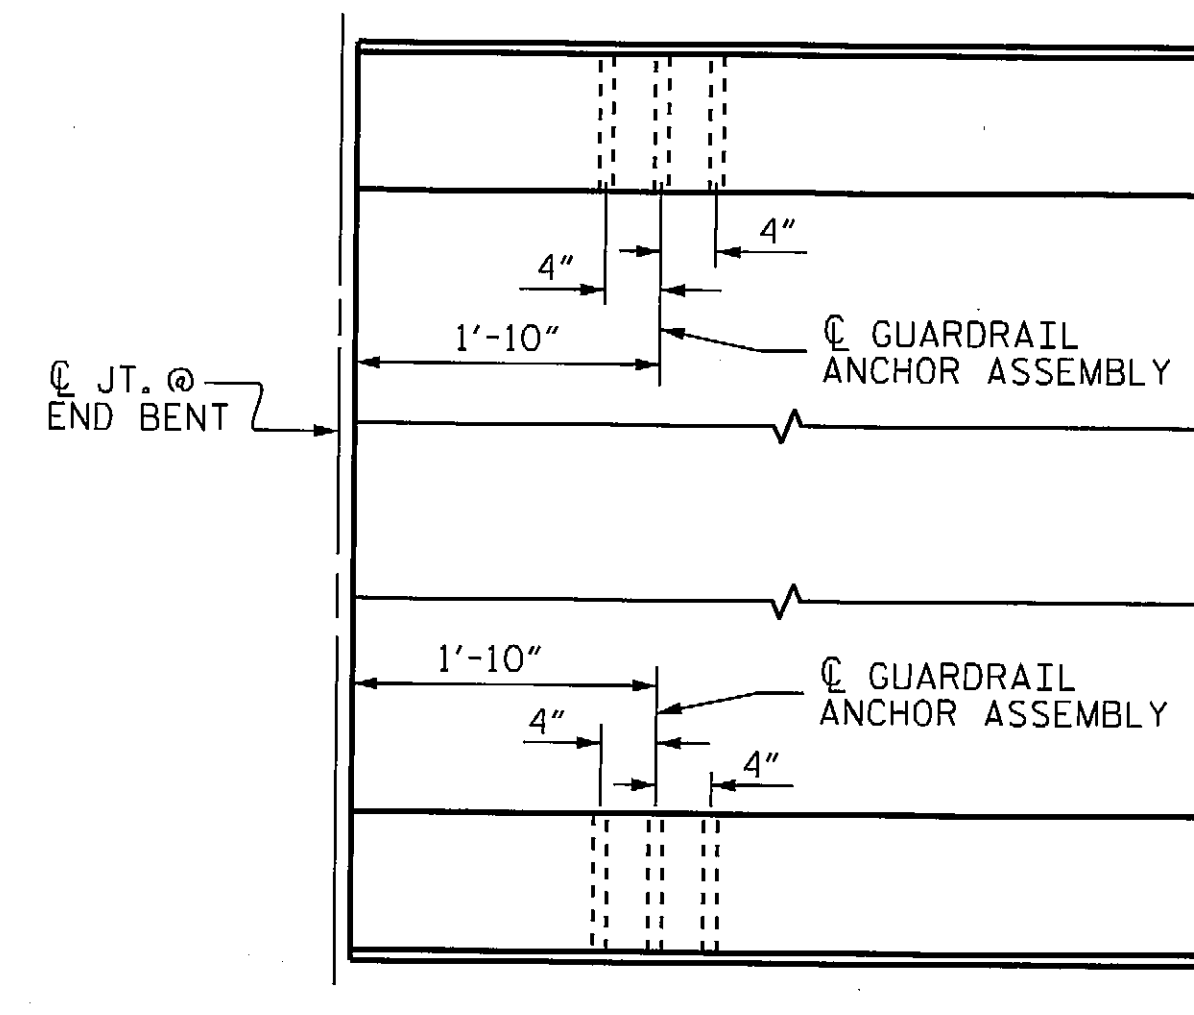 4"
4"
1'-10"
℄ GUARDRAIL
ANCHOR ASSEMBLY
℄ JT. @
END BENT
1'-10"
℄ GUARDRAIL
ANCHOR ASSEMBLY
4"
4"